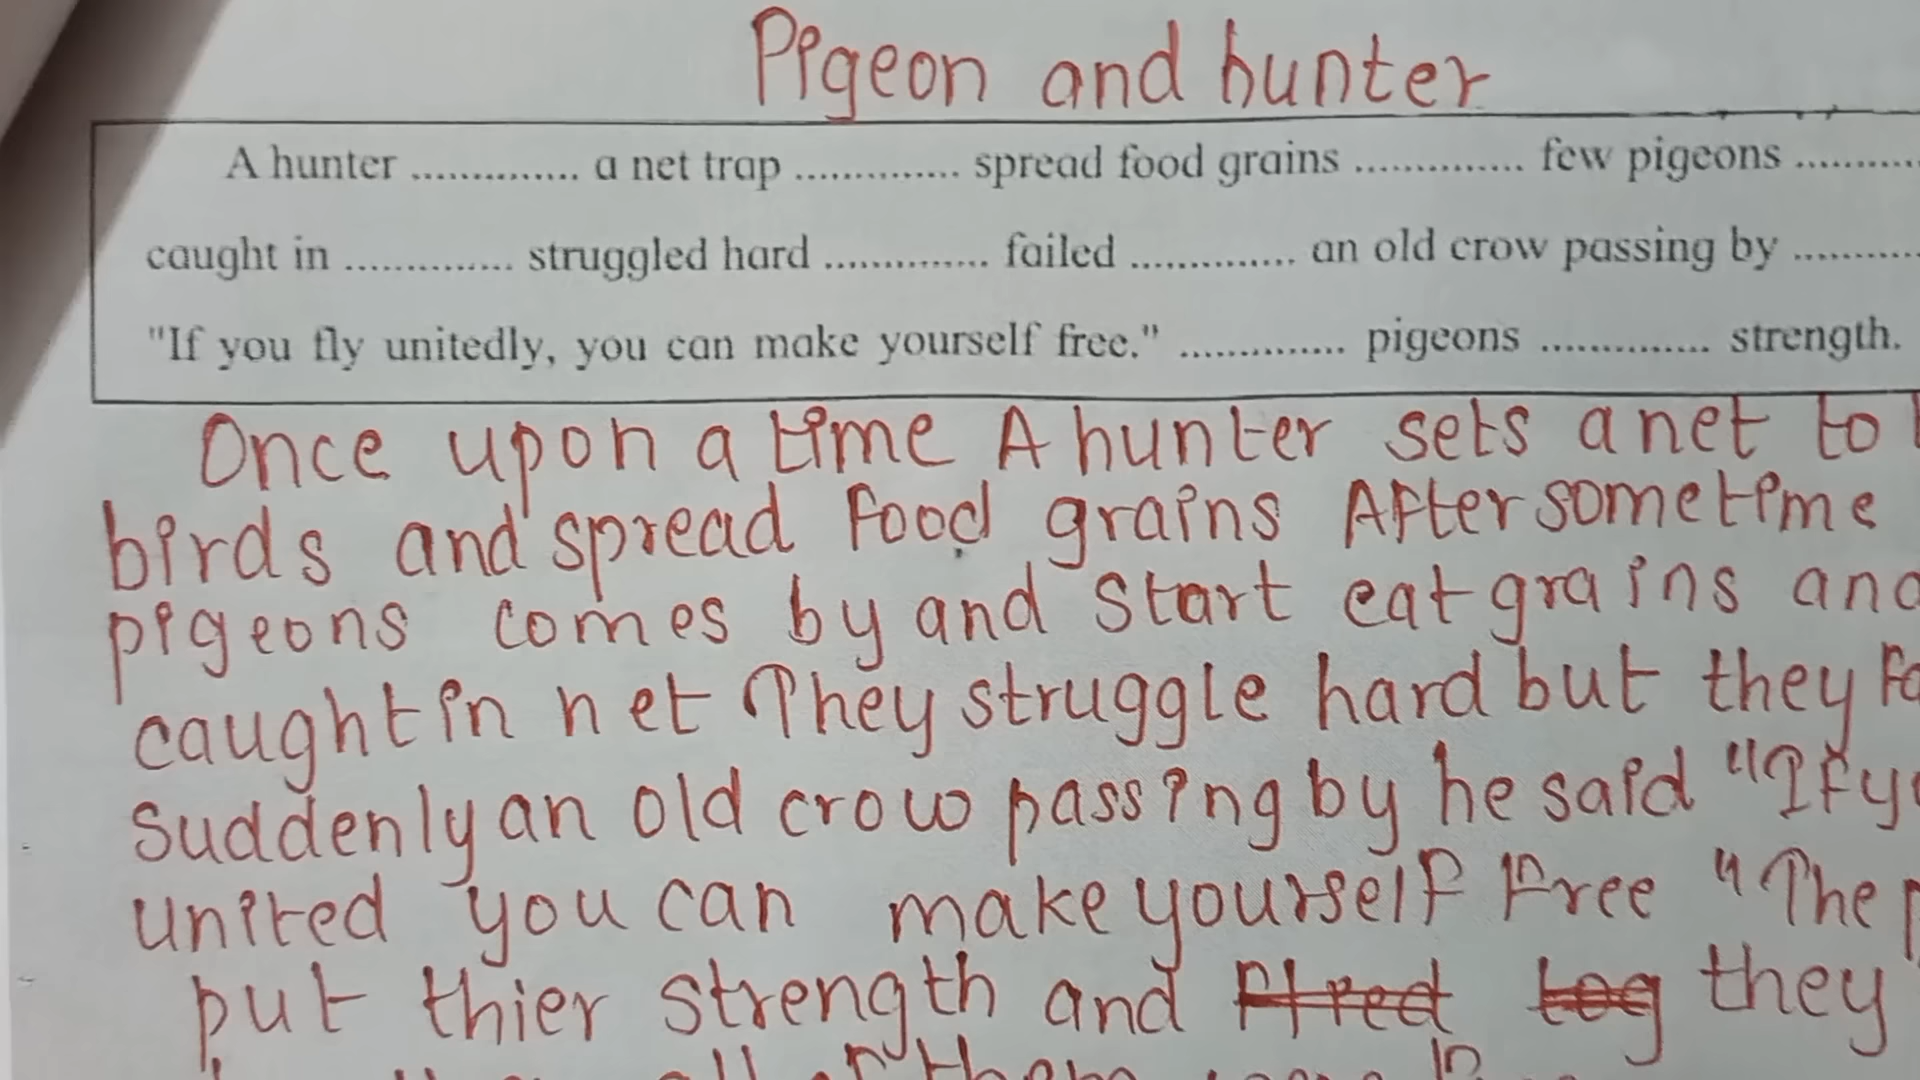 Pigeon and hunter
A hunter .............. a net trap .............. spread food grains .............. few pigeons ..........
caught in .............. struggled hard .............. failed .............. an old crow passing by ..........
"If you fly unitedly, you can make yourself free." .............. pigeons .............. strength.
Once upon a time A hunter sets a net to
birds and spread food grains After sometime
pigeons comes by and start eat grains and
caught in net They struggle hard but they
suddenly an old crow passing by he said "If
united you can make yourself free " The
put thier strength and they